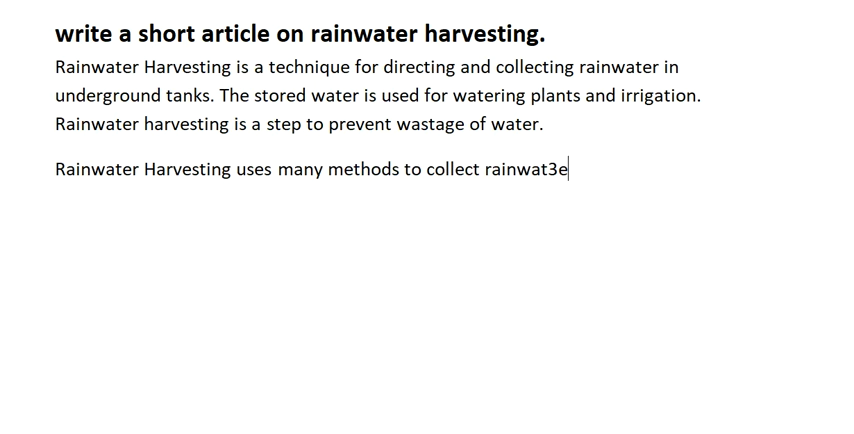 write a short article on rainwater harvesting.
Rainwater Harvesting is a technique for directing and collecting rainwater in
underground tanks. The stored water is used for watering plants and irrigation.
Rainwater harvesting is a step to prevent wastage of water.
Rainwater Harvesting uses many methods to collect rainwat3e